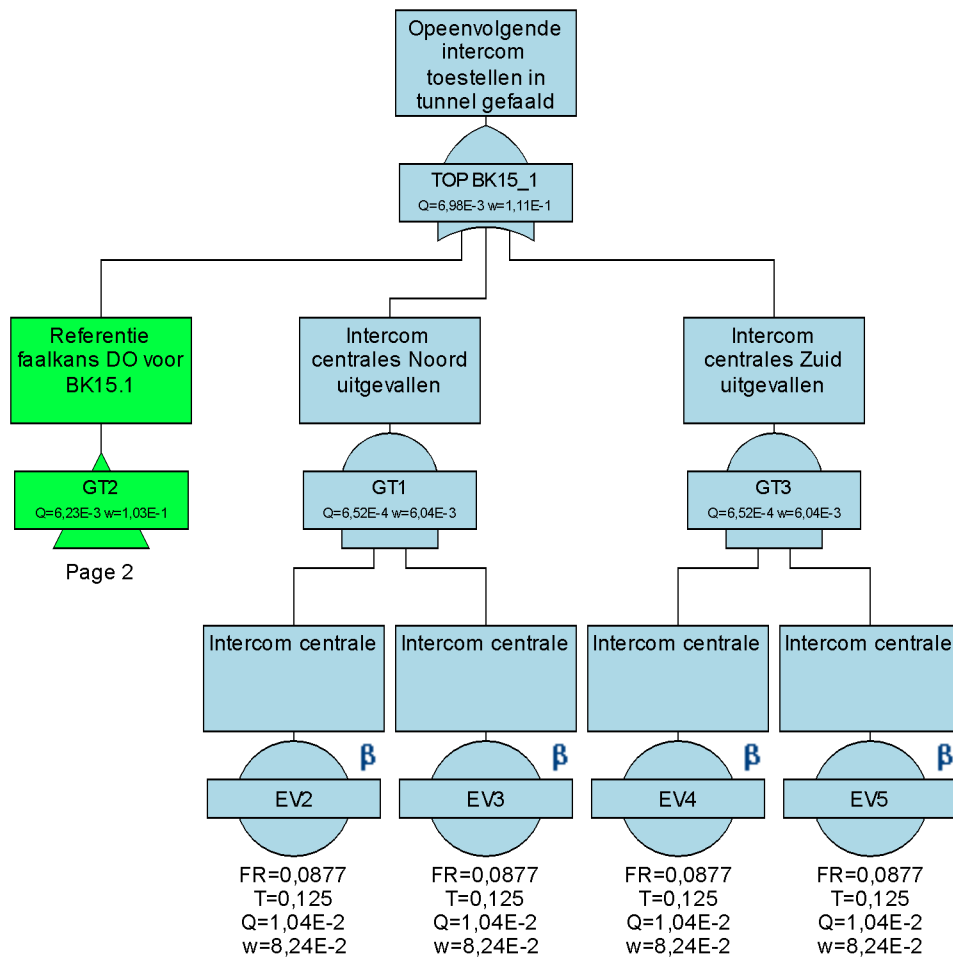 Opeenvolgende
intercom
toestellen in
tunnel gefaald
TOP BK15_1
Q=6,98E-3 w=1,11E-1
Referentie
faalkans DO voor
BK15.1
GT2
Q=6,23E-3 w=1,03E-1
Page 2
Intercom
centrales Noord
uitgevallen
GT1
Q=6,52E-4 w=6,04E-3
Intercom
centrales Zuid
uitgevallen
GT3
Q=6,52E-4 w=6,04E-3
Intercom centrale
β
EV2
FR=0,0877
T=0,125
Q=1,04E-2
w=8,24E-2
Intercom centrale
β
EV3
FR=0,0877
T=0,125
Q=1,04E-2
w=8,24E-2
Intercom centrale
β
EV4
FR=0,0877
T=0,125
Q=1,04E-2
w=8,24E-2
Intercom centrale
β
EV5
FR=0,0877
T=0,125
Q=1,04E-2
w=8,24E-2